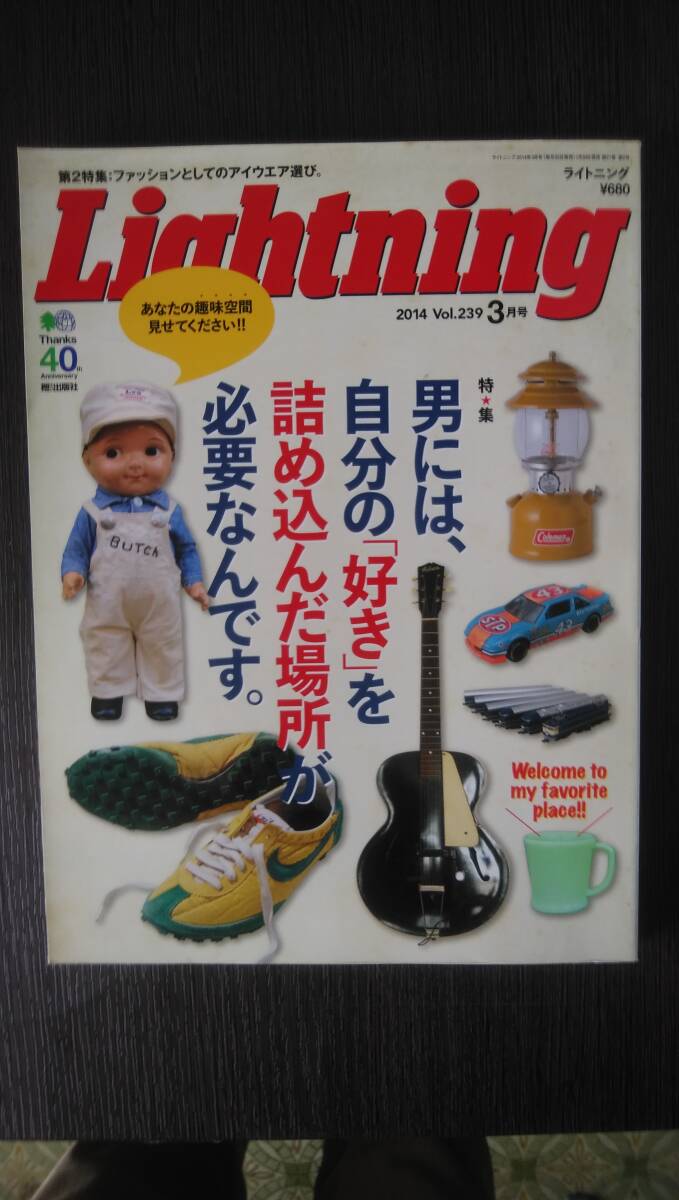 第2特集:ファッションとしてのアイウエア選び。
ライトニング
¥680
Lightning
2014 Vol.239 3月号
あなたの趣味空間
見せてください!!
Thanks
40th
Anniversary
枻出版社
特★集
男には、
自分の「好き」を
詰め込んだ場所が
必要なんです。
Lee
BUTCH
Coleman
43
STP
43
Welcome to
my favorite
place!!